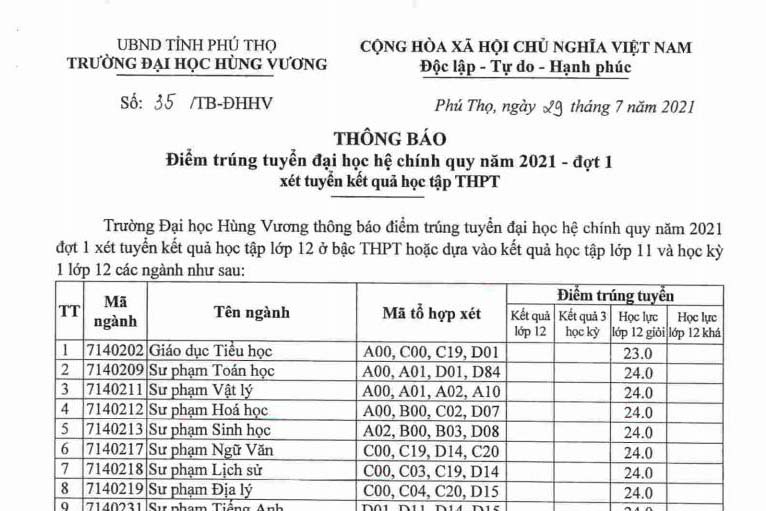 UBND TỈNH PHÚ THỌ
TRƯỜNG ĐẠI HỌC HÙNG VƯƠNG
CỘNG HÒA XÃ HỘI CHỦ NGHĨA VIỆT NAM
Độc lập - Tự do - Hạnh phúc
Số: 35 /TB-ĐHHV
Phú Thọ, ngày 29 tháng 7 năm 2021
THÔNG BÁO
Điểm trúng tuyển đại học hệ chính quy năm 2021 - đợt 1
xét tuyển kết quả học tập THPT
Trường Đại học Hùng Vương thông báo điểm trúng tuyển đại học hệ chính quy năm 2021
đợt 1 xét tuyển kết quả học tập lớp 12 ở bậc THPT hoặc dựa vào kết quả học tập lớp 11 và học kỳ
1 lớp 12 các ngành như sau:
TT Mã ngành Tên ngành Mã tổ hợp xét Điểm trúng tuyển
Kết quả lớp 12 Kết quả 3 học kỳ Học lực lớp 12 giỏi Học lực lớp 12 khá
1 7140202 Giáo dục Tiểu học A00, C00, C19, D01 23.0
2 7140209 Sư phạm Toán học A00, A01, D01, D84 24.0
3 7140211 Sư phạm Vật lý A00, A01, A02, A10 24.0
4 7140212 Sư phạm Hoá học A00, B00, C02, D07 24.0
5 7140213 Sư phạm Sinh học A02, B00, B03, D08 24.0
6 7140217 Sư phạm Ngữ Văn C00, C19, D14, C20 24.0
7 7140218 Sư phạm Lịch sử C00, C03, C19, D14 24.0
8 7140219 Sư phạm Địa lý C00, C04, C20, D15 24.0
9 7140231 Sư phạm Tiếng Anh D01, D11, D14, D15 24.0